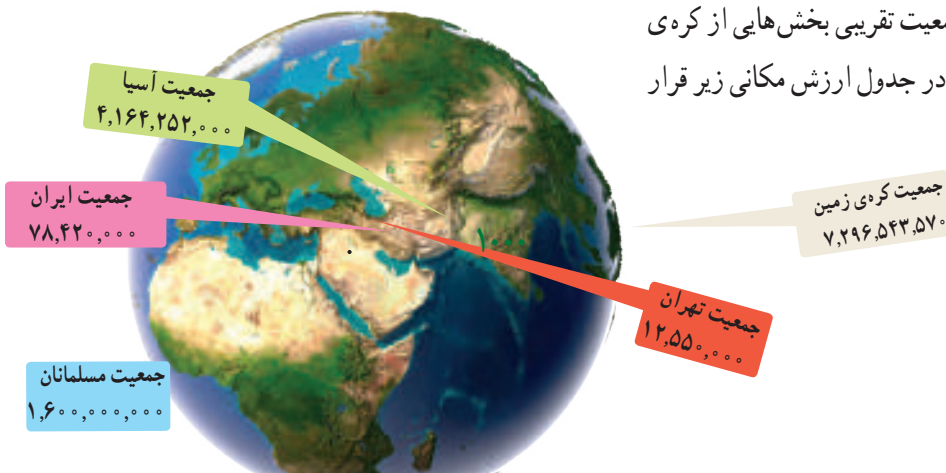 معیت تقریبی بخش‌هایی از کره‌ی
در جدول ارزش مکانی زیر قرار
جمعیت آسیا
۴,۱۶۴,۲۵۲,۰۰۰
جمعیت ایران
۷۸,۴۲۰,۰۰۰
جمعیت کره‌ی زمین
۷,۲۹۶,۵۴۳,۵۷۰
۱۰۰۰
جمعیت تهران
۱۲,۵۵۰,۰۰۰
جمعیت مسلمانان
۱,۶۰۰,۰۰۰,۰۰۰